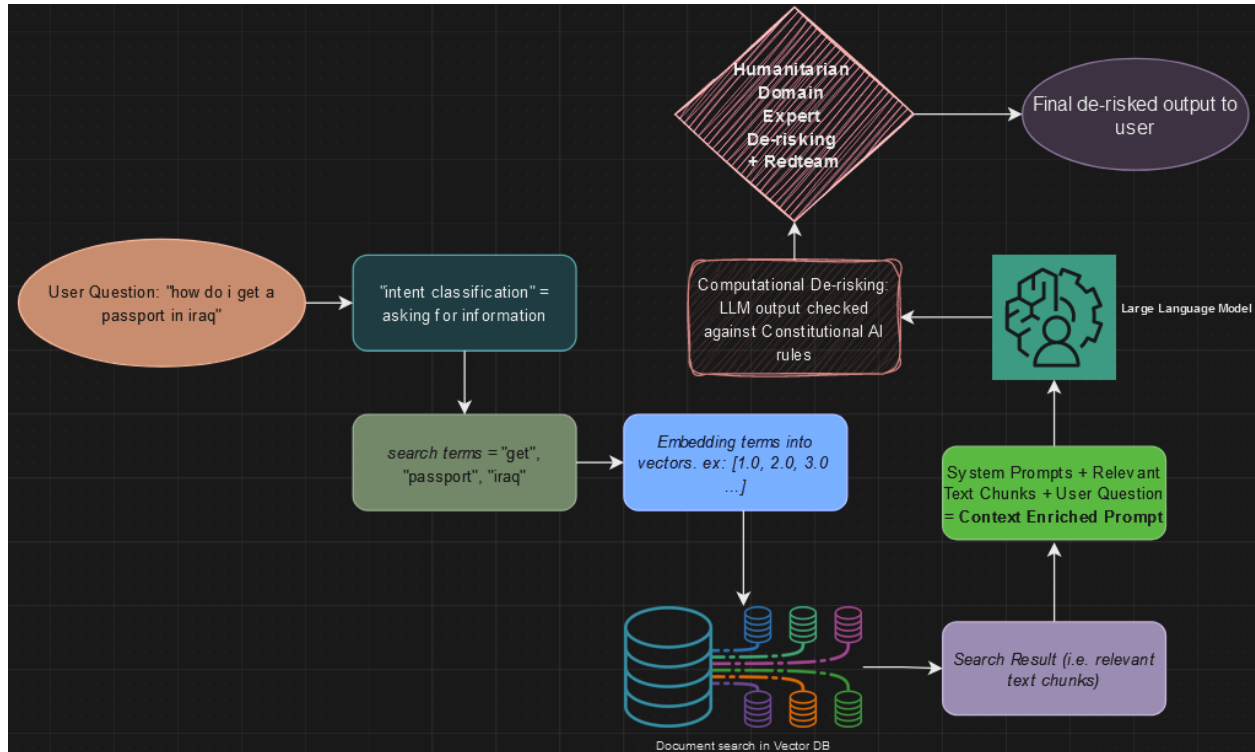 User Question: "how do i get a
passport in iraq"
"intent classification" =
asking for information
search terms = "get",
"passport", "iraq"
Embedding terms into
vectors. ex: [1.0, 2.0, 3.0
...]
Document search in Vector DB
Search Result (i.e. relevant
text chunks)
System Prompts + Relevant
Text Chunks + User Question
= Context Enriched Prompt
Large Language Model
Computational De-risking:
LLM output checked
against Constitutional AI
rules
Humanitarian
Domain
Expert
De-risking
+ Redteam
Final de-risked output to
user